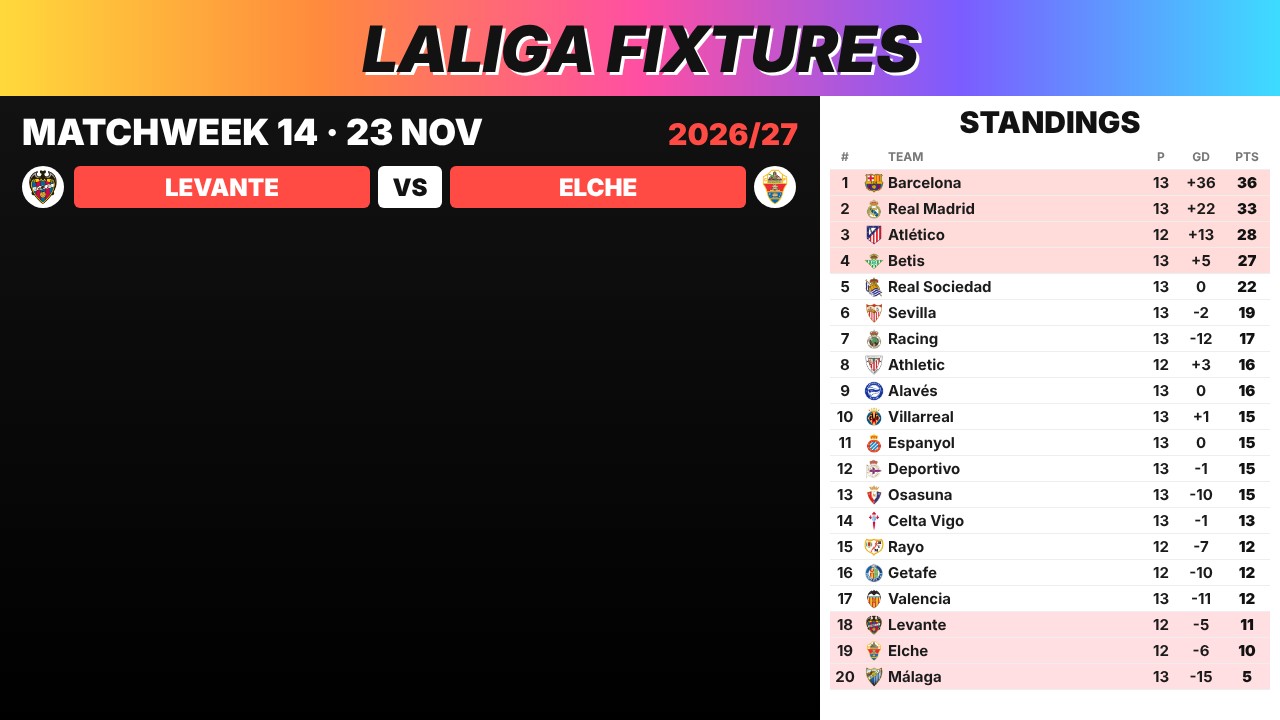 LALIGA FIXTURES
MATCHWEEK 14 · 23 NOV 2026/27
LEVANTE VS ELCHE
STANDINGS
# TEAM P GD PTS
1 Barcelona 13 +36 36
2 Real Madrid 13 +22 33
3 Atlético 12 +13 28
4 Betis 13 +5 27
5 Real Sociedad 13 0 22
6 Sevilla 13 -2 19
7 Racing 13 -12 17
8 Athletic 12 +3 16
9 Alavés 13 0 16
10 Villarreal 13 +1 15
11 Espanyol 13 0 15
12 Deportivo 13 -1 15
13 Osasuna 13 -10 15
14 Celta Vigo 13 -1 13
15 Rayo 12 -7 12
16 Getafe 12 -10 12
17 Valencia 13 -11 12
18 Levante 12 -5 11
19 Elche 12 -6 10
20 Málaga 13 -15 5